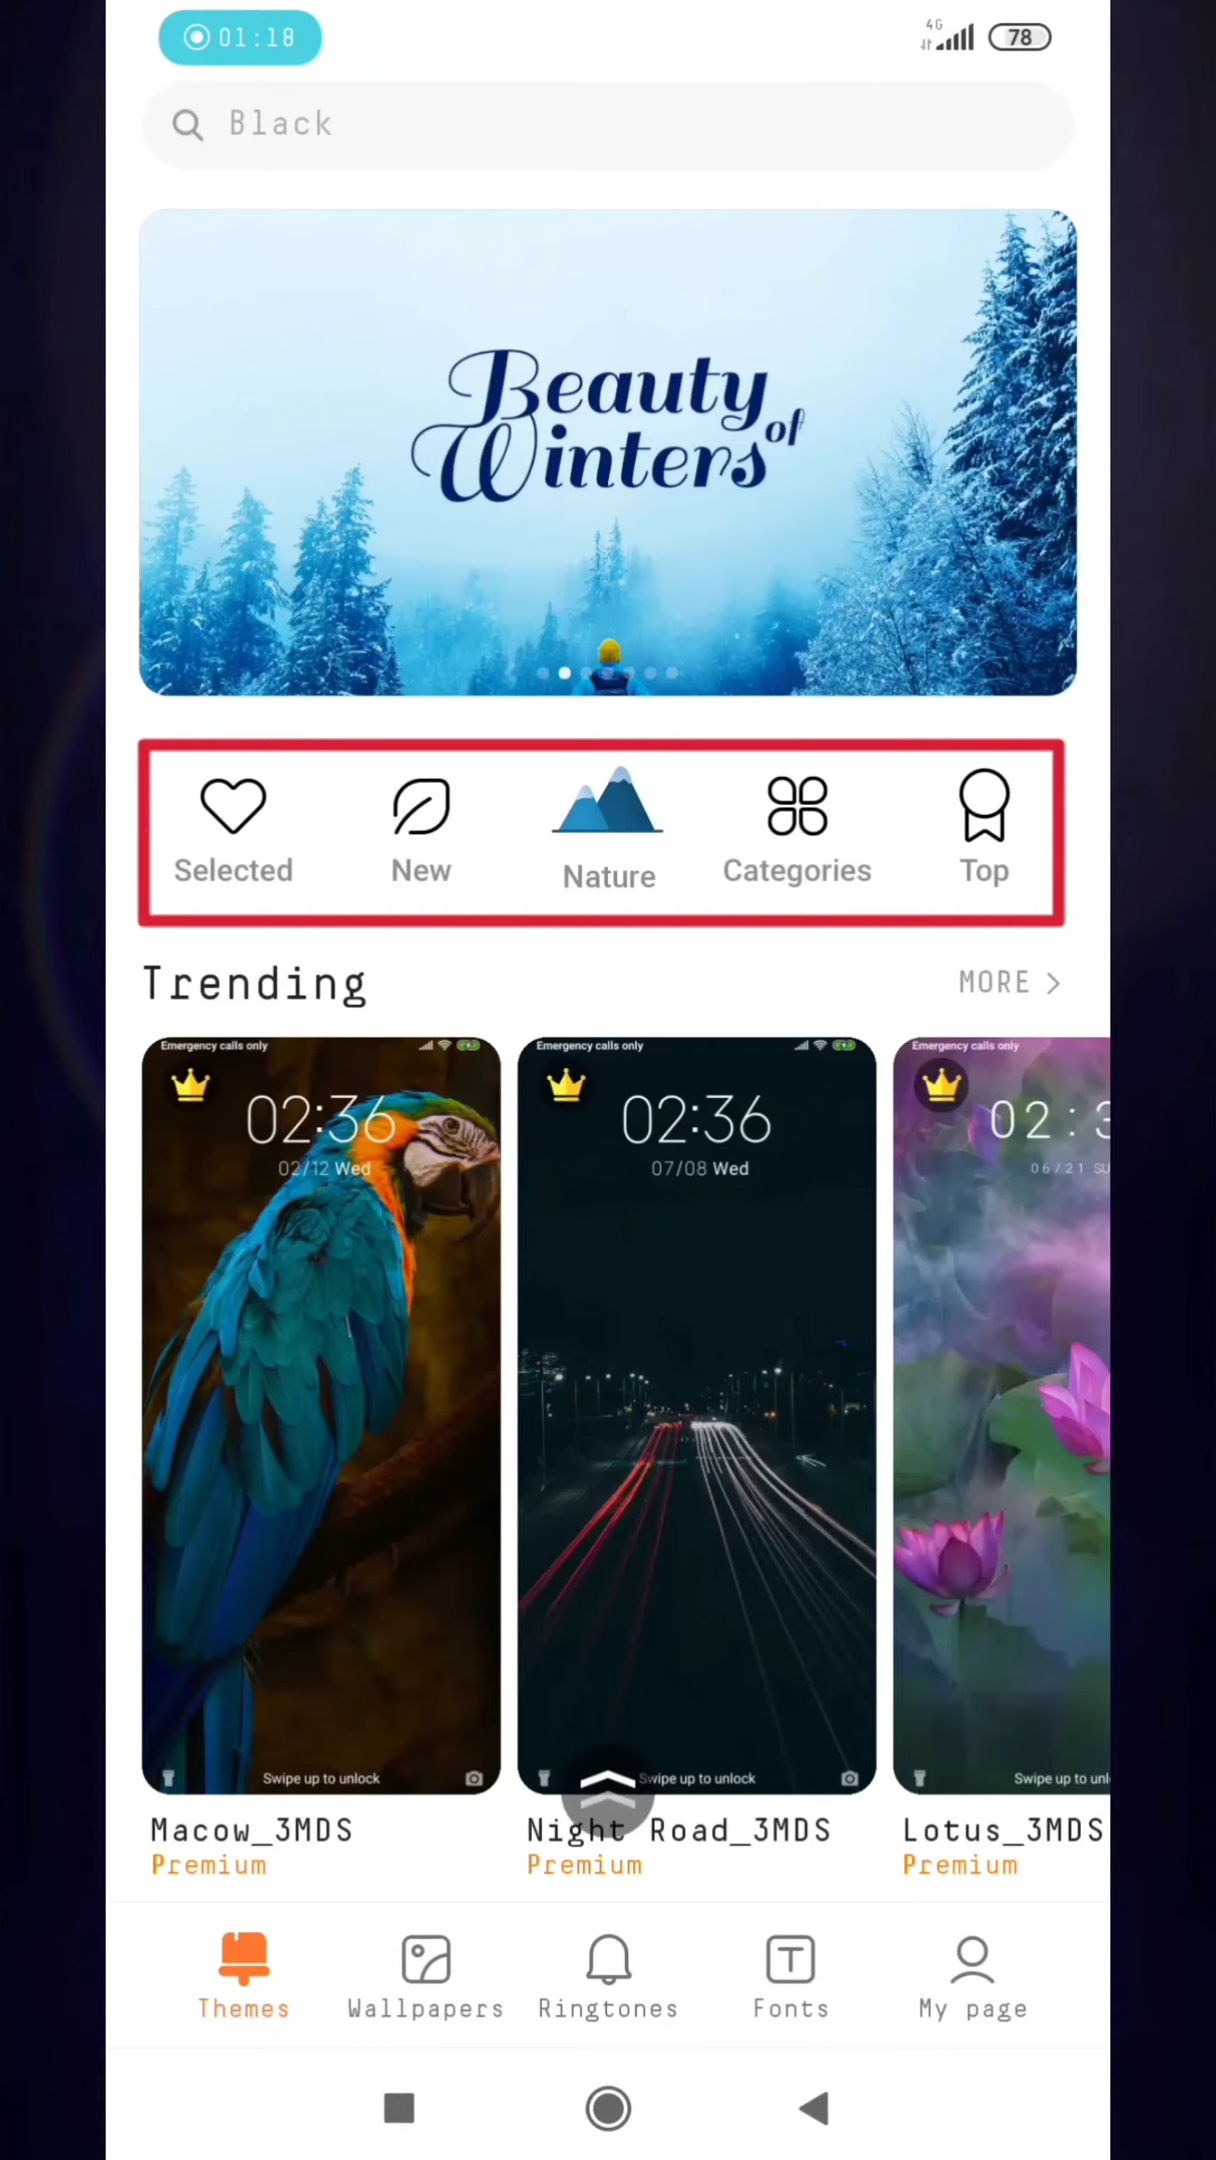 01:18
4G
78
Black
Beauty
of
Winters
Selected
New
Nature
Categories
Top
Trending
MORE
Emergency calls only
02:36
02/12 Wed
Swipe up to unlock
Macow_3MDS
Premium
Emergency calls only
02:36
07/08 Wed
Swipe up to unlock
Night Road_3MDS
Premium
Emergency calls only
02:3
06/21 SU
Swipe up to unl
Lotus_3MDS
Premium
Themes
Wallpapers
Ringtones
Fonts
My page